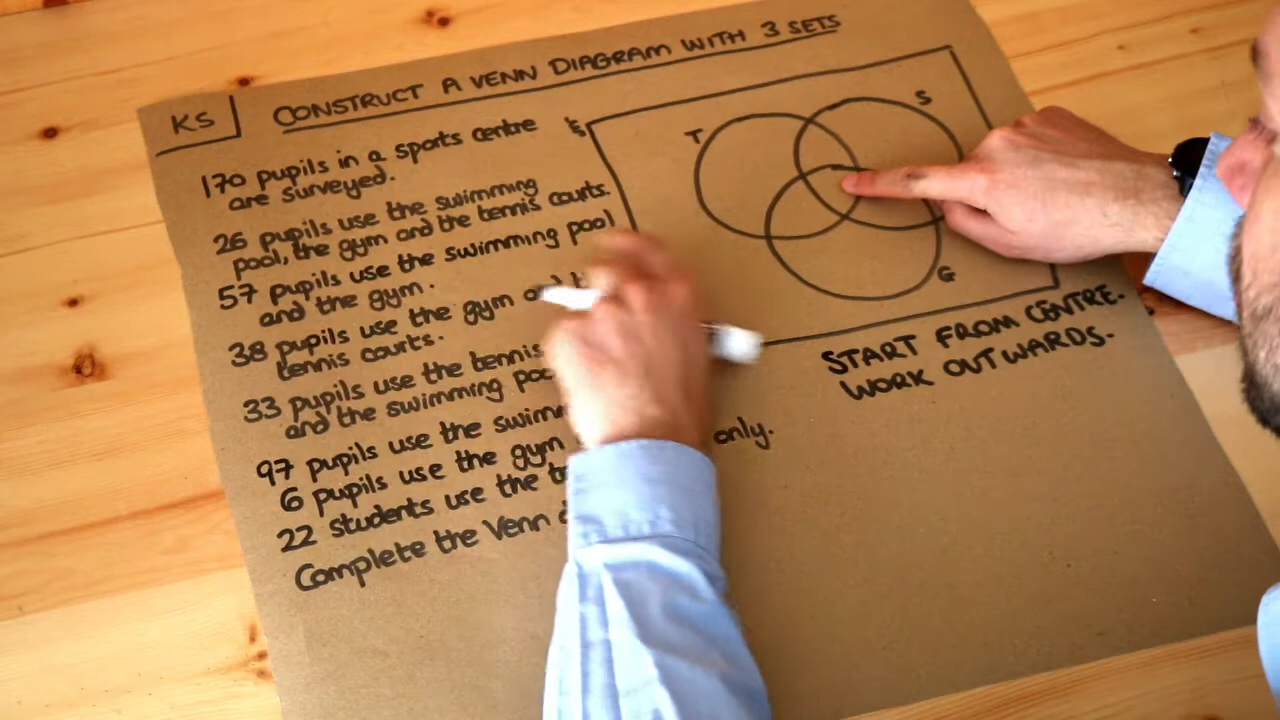 KS
CONSTRUCT A VENN DIAGRAM WITH 3 SETS
170 pupils in a sports centre
are surveyed.
26 pupils use the swimming
pool, the gym and the tennis courts.
57 pupils use the swimming pool
and the gym.
38 pupils use the gym
tennis courts.
33 pupils use the tennis
and the swimming
97 pupils use the
6 pupils use the gym only.
22 students use the
Complete the Venn
ξ
T
S
G
START FROM CENTRE.
WORK OUTWARDS.